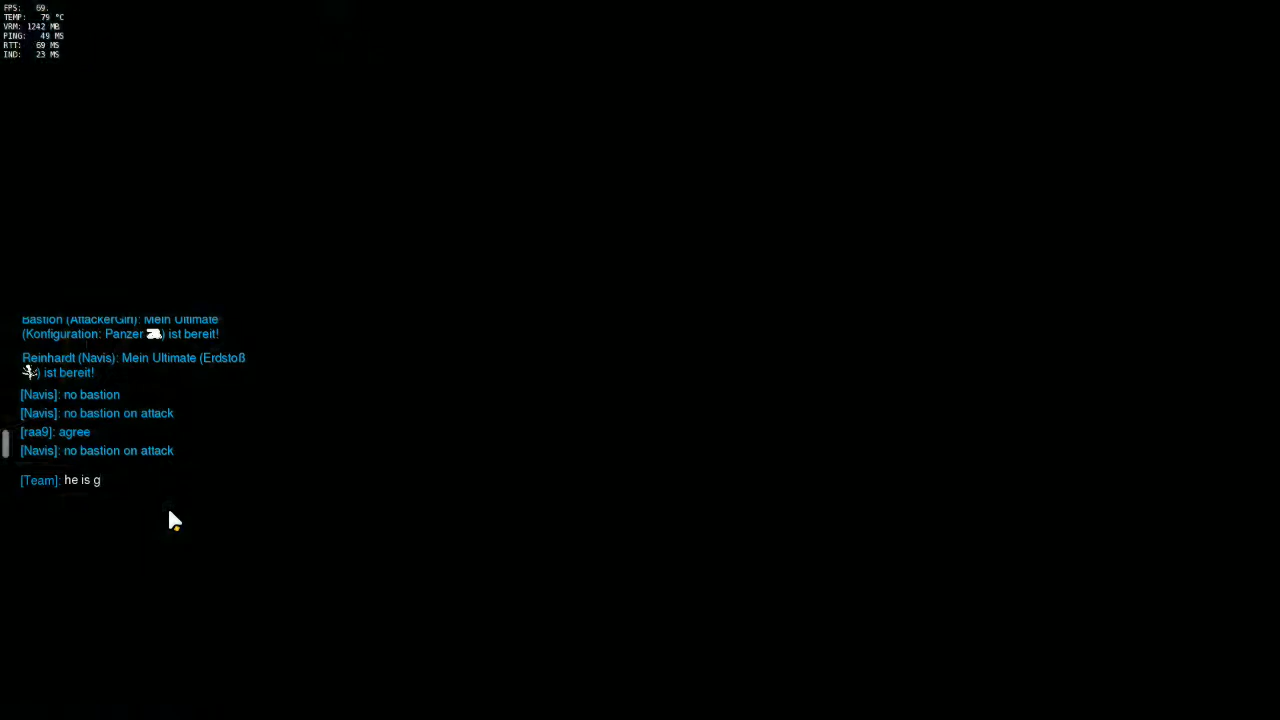 FPS: 69.
TEMP: 79 °C
VRM: 1242 MB
PING: 49 MS
RTT: 69 MS
IND: 23 MS
Bastion (AttackerGirl): Mein Ultimate
(Konfiguration: Panzer ) ist bereit!
Reinhardt (Navis): Mein Ultimate (Erdstoß
) ist bereit!
[Navis]: no bastion
[Navis]: no bastion on attack
[raa9]: agree
[Navis]: no bastion on attack
[Team]: he is g